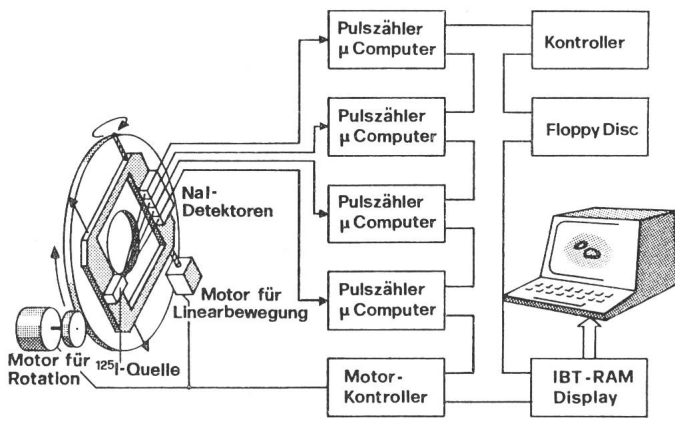 Pulszähler
µ Computer
Kontroller
Pulszähler
µ Computer
Floppy Disc
NaI-
Detektoren
Pulszähler
µ Computer
Motor für
Linearbewegung
Pulszähler
µ Computer
Motor für
Rotation
¹²⁵I-Quelle
Motor-
Kontroller
IBT-RAM
Display